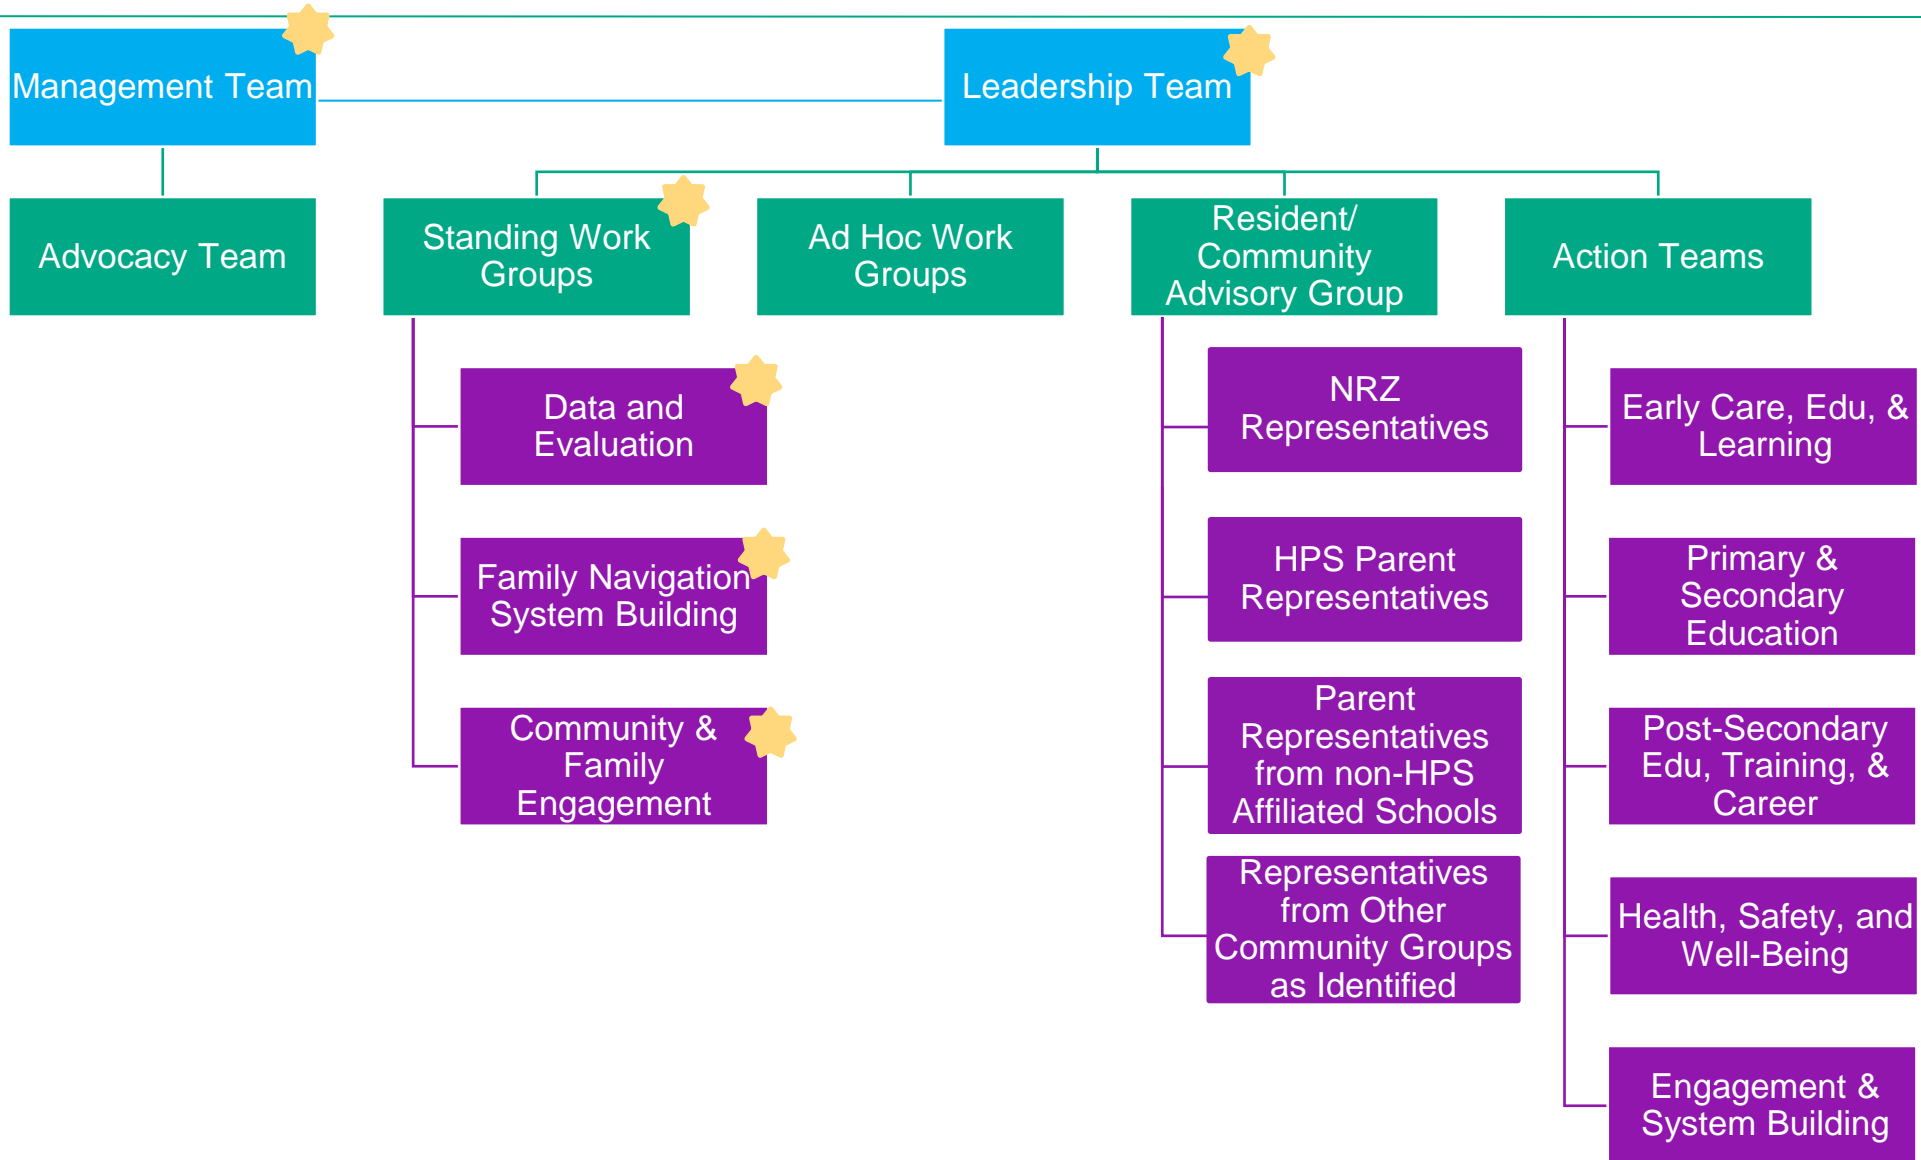 Management Team
Leadership Team
Advocacy Team
Standing Work
Groups
Ad Hoc Work
Groups
Resident/
Community
Advisory Group
Action Teams
Data and
Evaluation
Family Navigation
System Building
Community &
Family
Engagement
NRZ
Representatives
HPS Parent
Representatives
Parent
Representatives
from non-HPS
Affiliated Schools
Representatives
from Other
Community Groups
as Identified
Early Care, Edu, &
Learning
Primary &
Secondary
Education
Post-Secondary
Edu, Training, &
Career
Health, Safety, and
Well-Being
Engagement &
System Building